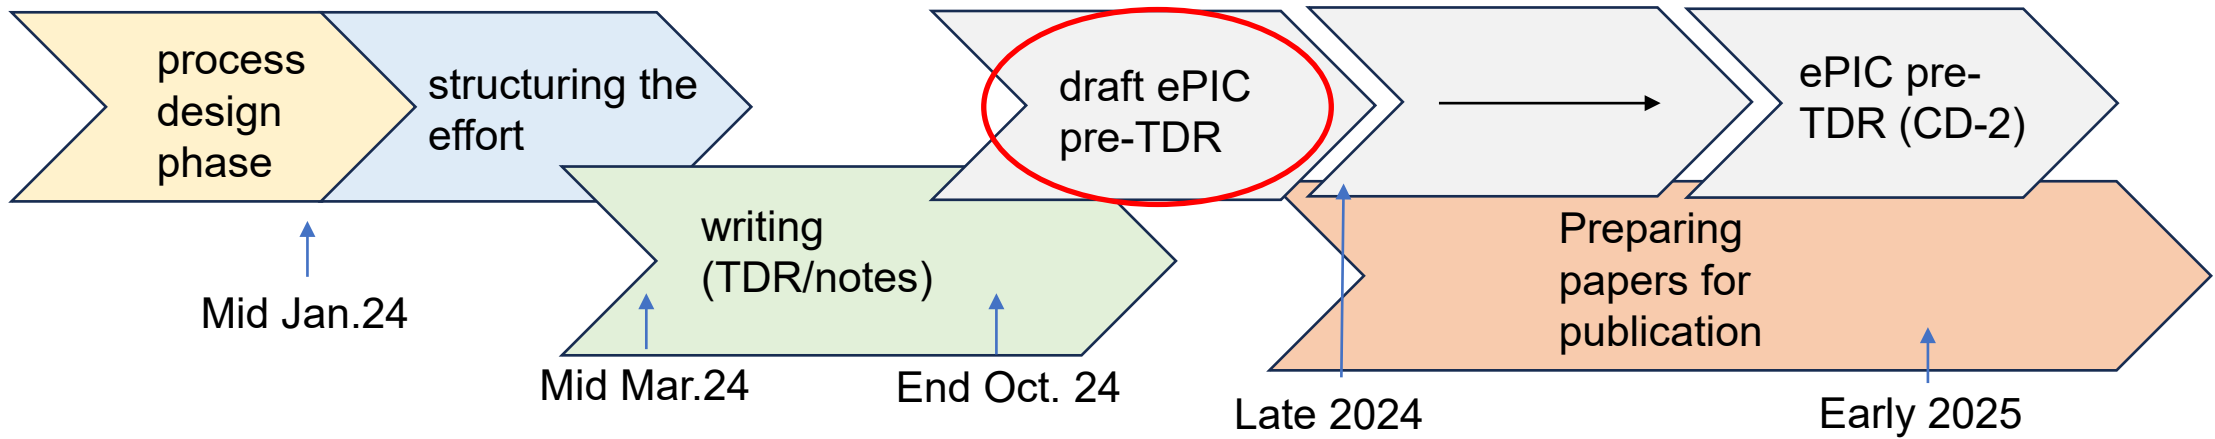 process
design
phase
structuring the
effort
draft ePIC
pre-TDR
ePIC pre-
TDR (CD-2)
writing
(TDR/notes)
Preparing
papers for
publication
Mid Jan.24
Mid Mar.24
End Oct. 24
Late 2024
Early 2025